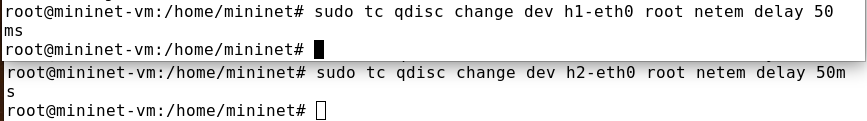 root@mininet-vm:/home/mininet# sudo tc qdisc change dev h1-eth0 root netem delay 50
ms
root@mininet-vm:/home/mininet#
root@mininet-vm:/home/mininet# sudo tc qdisc change dev h2-eth0 root netem delay 50m
s
root@mininet-vm:/home/mininet#